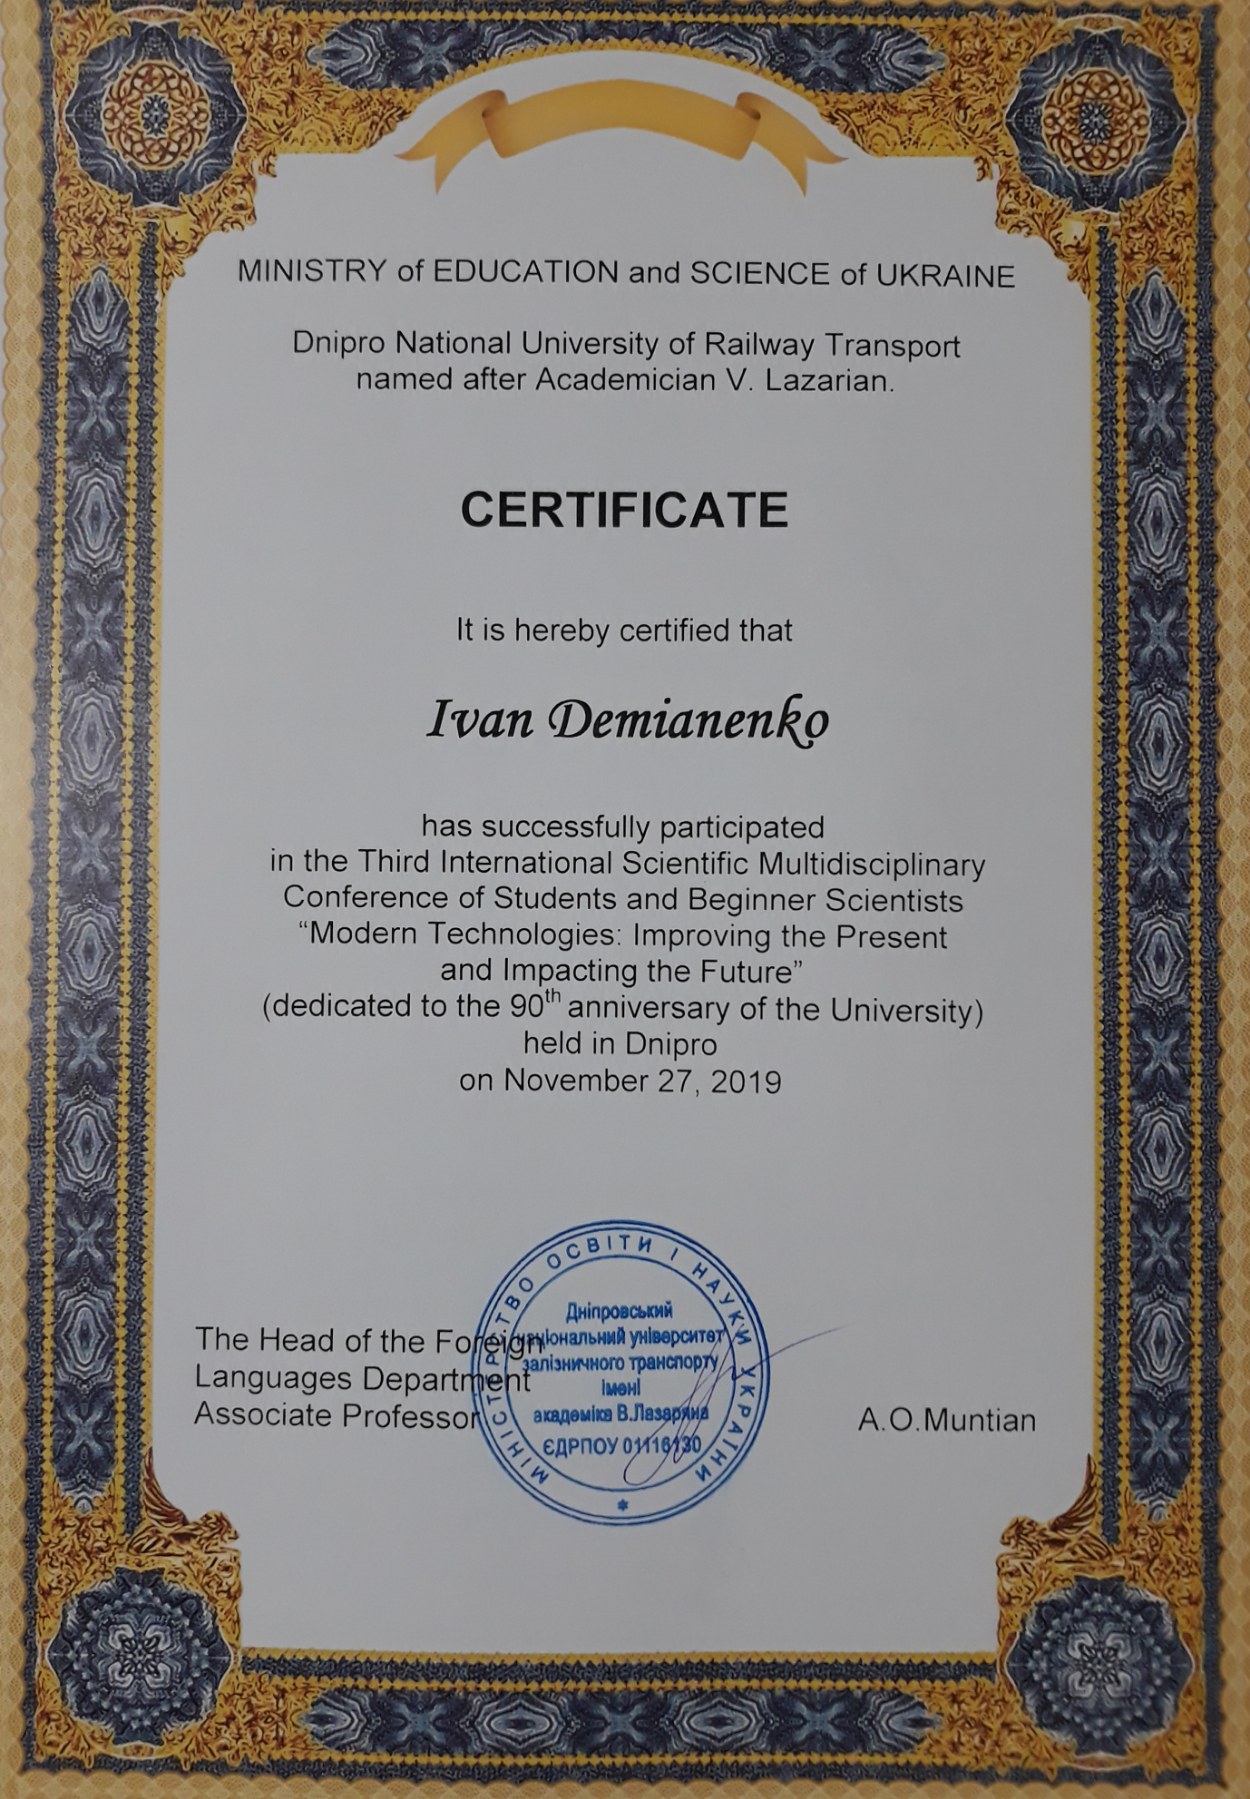 MINISTRY of EDUCATION and SCIENCE of UKRAINE
Dnipro National University of Railway Transport
named after Academician V. Lazarian.
CERTIFICATE
It is hereby certified that
Ivan Demianenko
has successfully participated
in the Third International Scientific Multidisciplinary
Conference of Students and Beginner Scientists
“Modern Technologies: Improving the Present
and Impacting the Future”
(dedicated to the 90th anniversary of the University)
held in Dnipro
on November 27, 2019
The Head of the Foreign
Languages Department
Associate Professor
A.O.Muntian
МІНІСТЕРСТВО ОСВІТИ І НАУКИ УКРАЇНИ
Дніпровський
національний університет
залізничного транспорту
імені
академіка В.Лазаряна
ЄДРПОУ 01116130